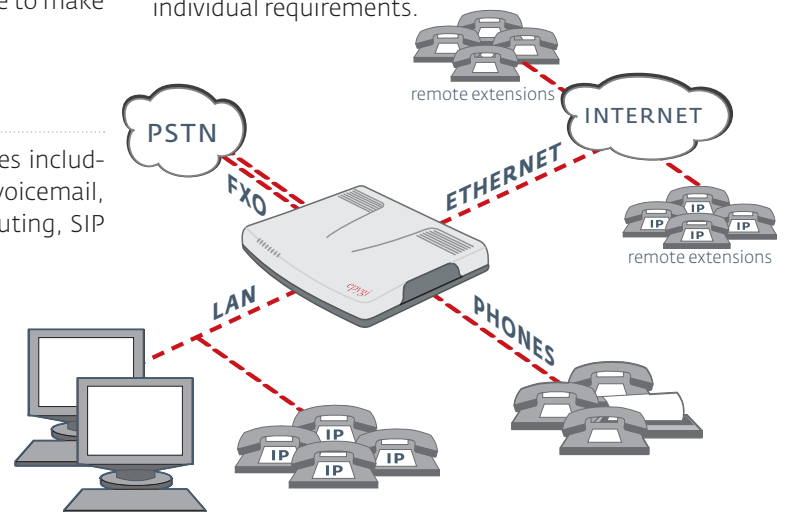 e to make
individual requirements.
es includ-
voicemail,
uting, SIP
remote extensions
PSTN
INTERNET
FXO
ETHERNET
IP
IP
IP
IP
remote extensions
epygi
LAN
PHONES
IP
IP
IP
IP